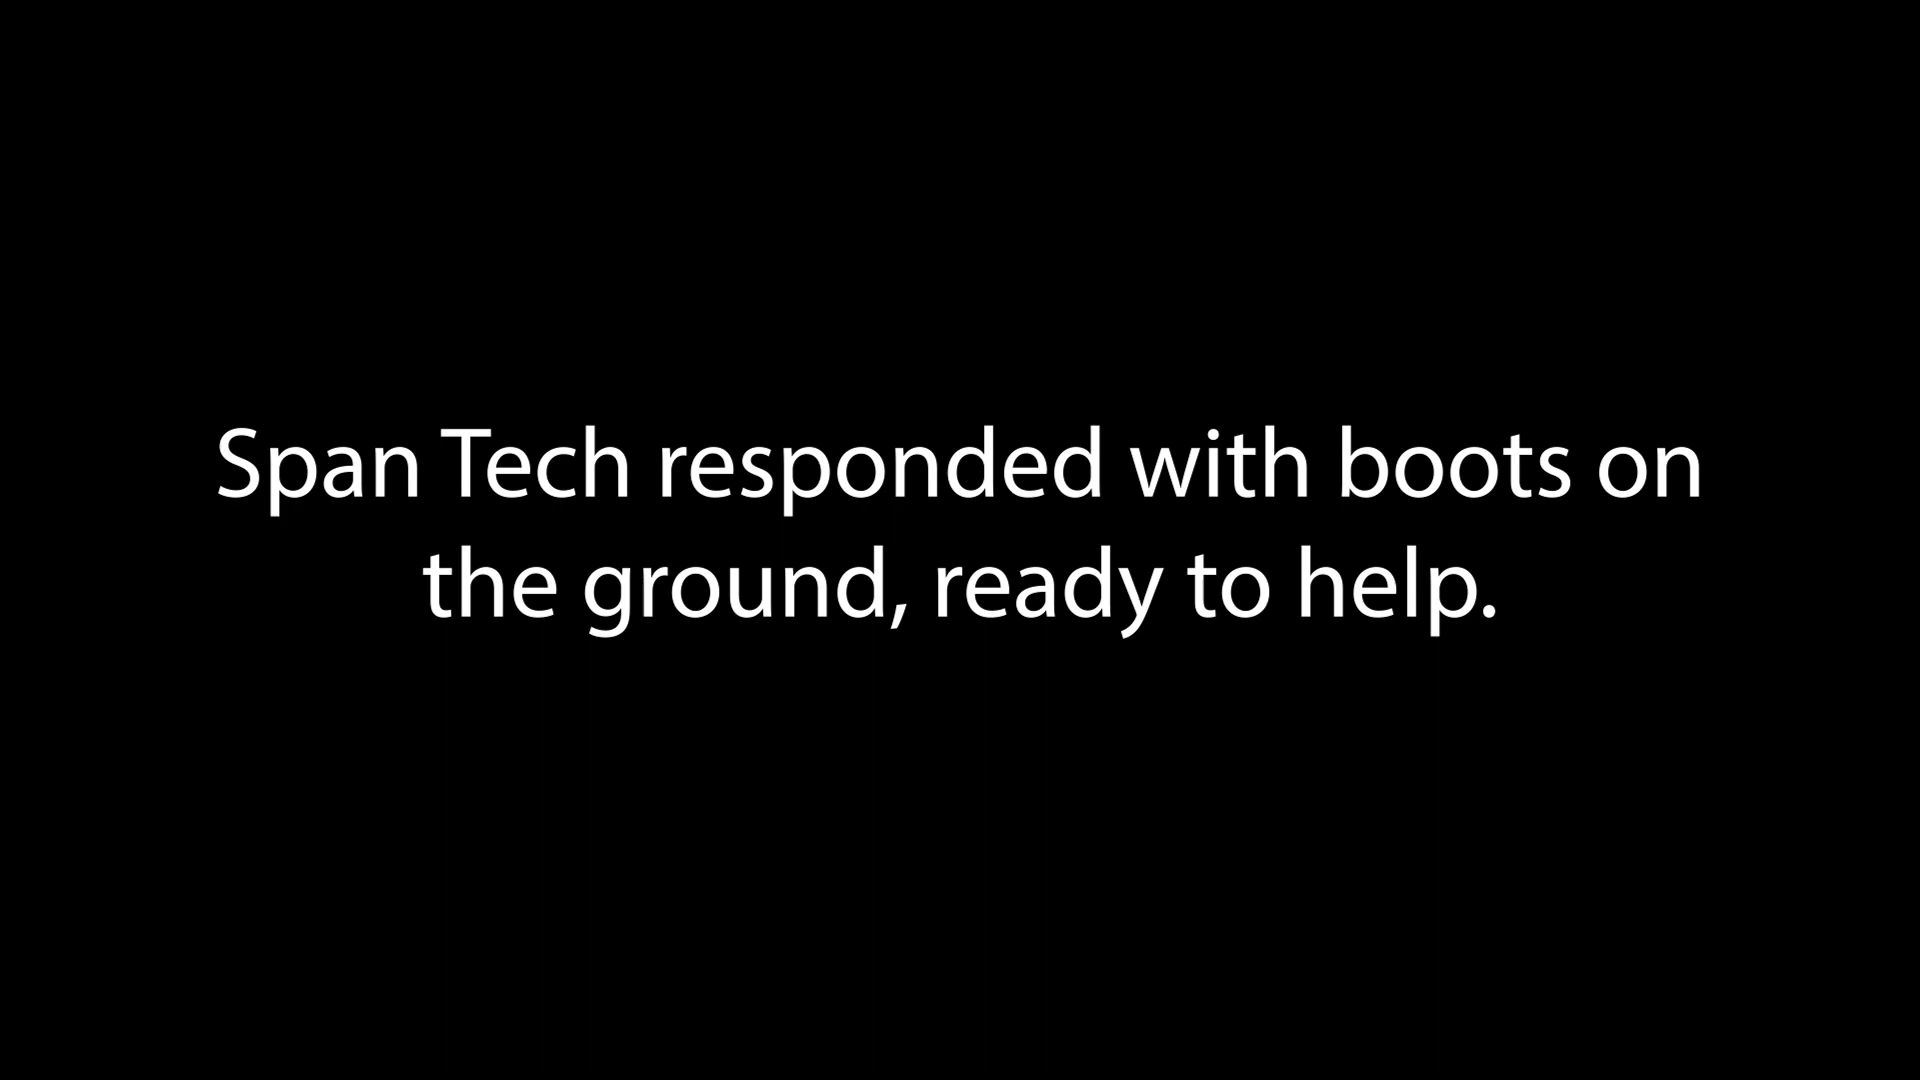 Span Tech responded with boots on
the ground, ready to help.